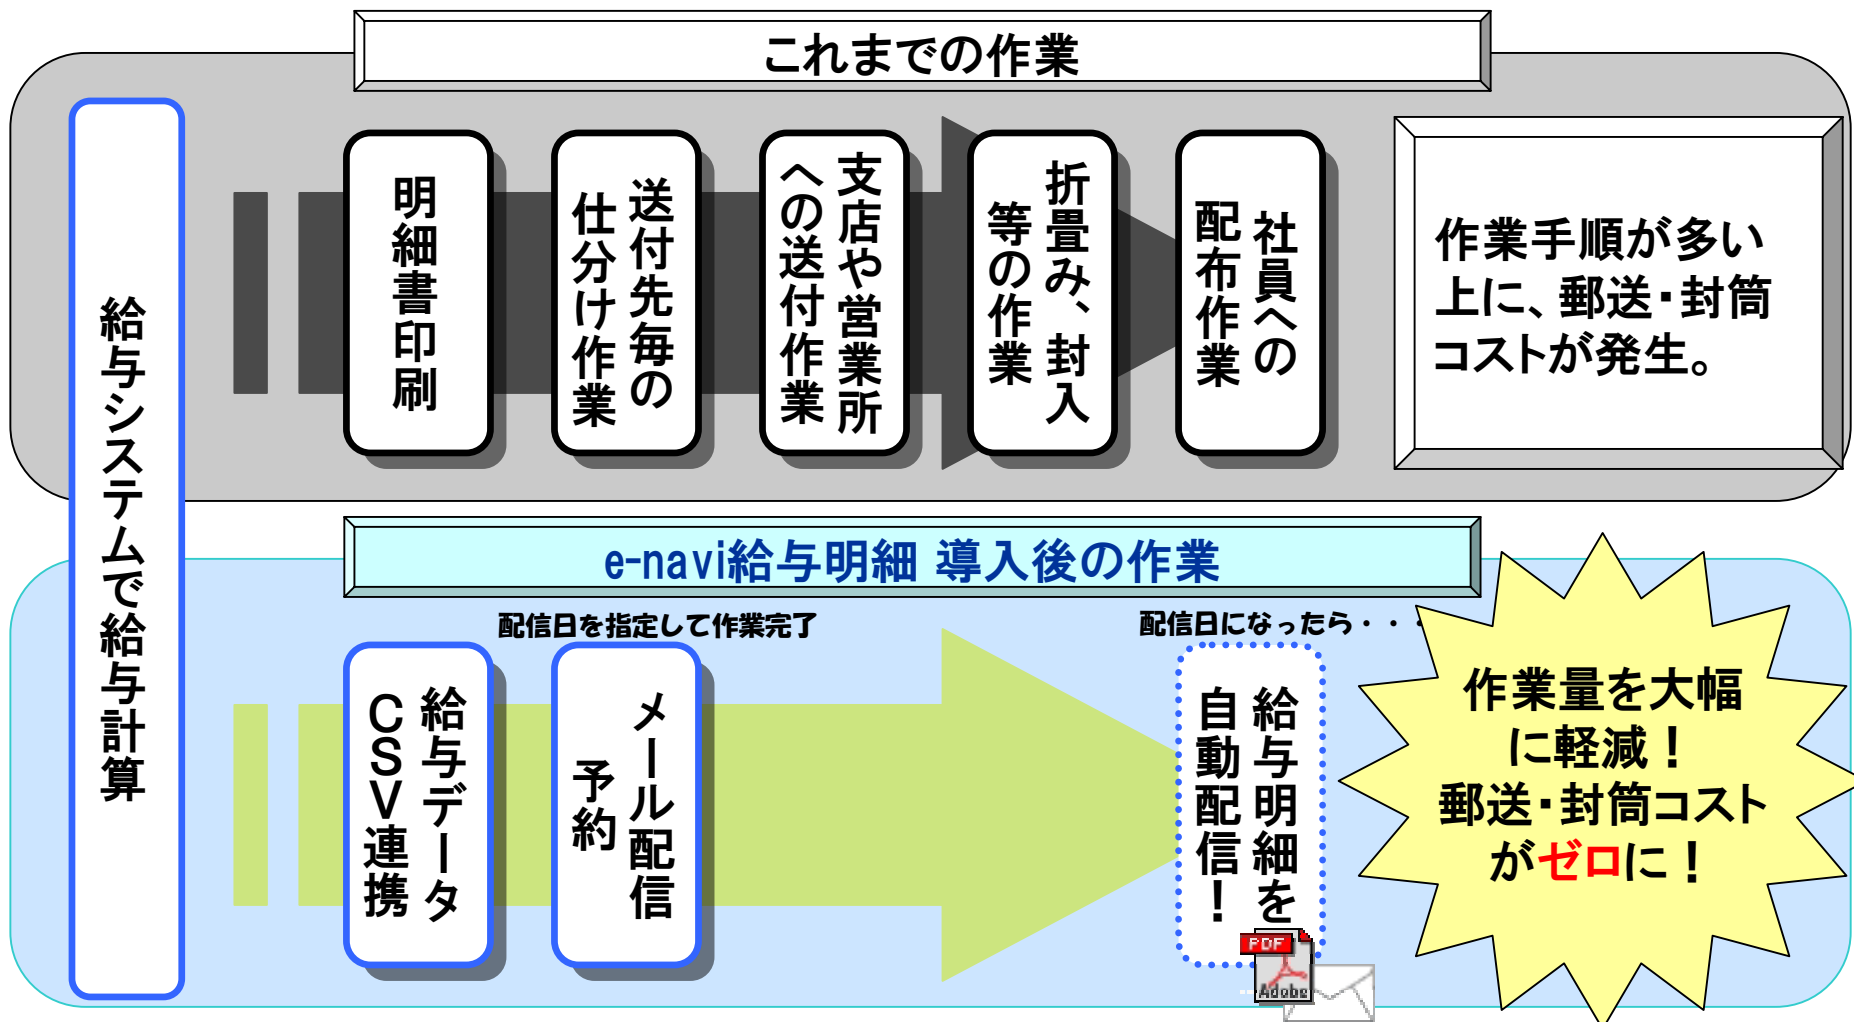 これまでの作業
給与システムで給与計算
明細書印刷
送付先毎の
仕分け作業
支店や営業所
への送付作業
折畳み、封入
等の作業
社員への
配布作業
作業手順が多い
上に、郵送・封筒
コストが発生。
e-navi給与明細 導入後の作業
配信日を指定して作業完了
給与データ
CSV連携
メール配信
予約
配信日になったら・・・
給与明細を
自動配信！
PDF
Adobe
作業量を大幅
に軽減！
郵送・封筒コスト
がゼロに！